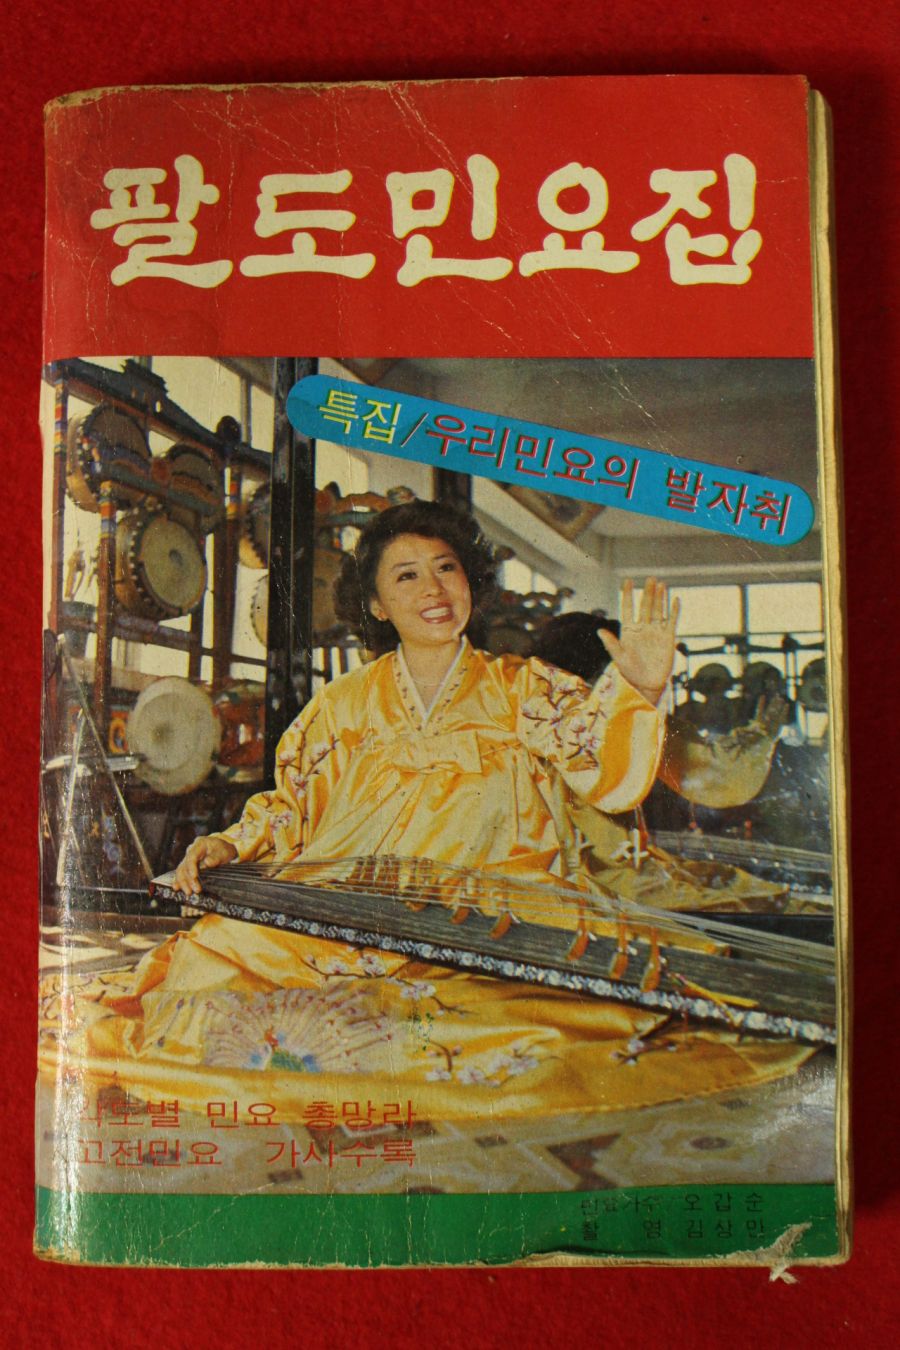 팔도민요집
특집/우리민요의 발자취
각도별 민요 총망라
고전민요 가사수록
민요가수/오갑순
촬 영 김상만